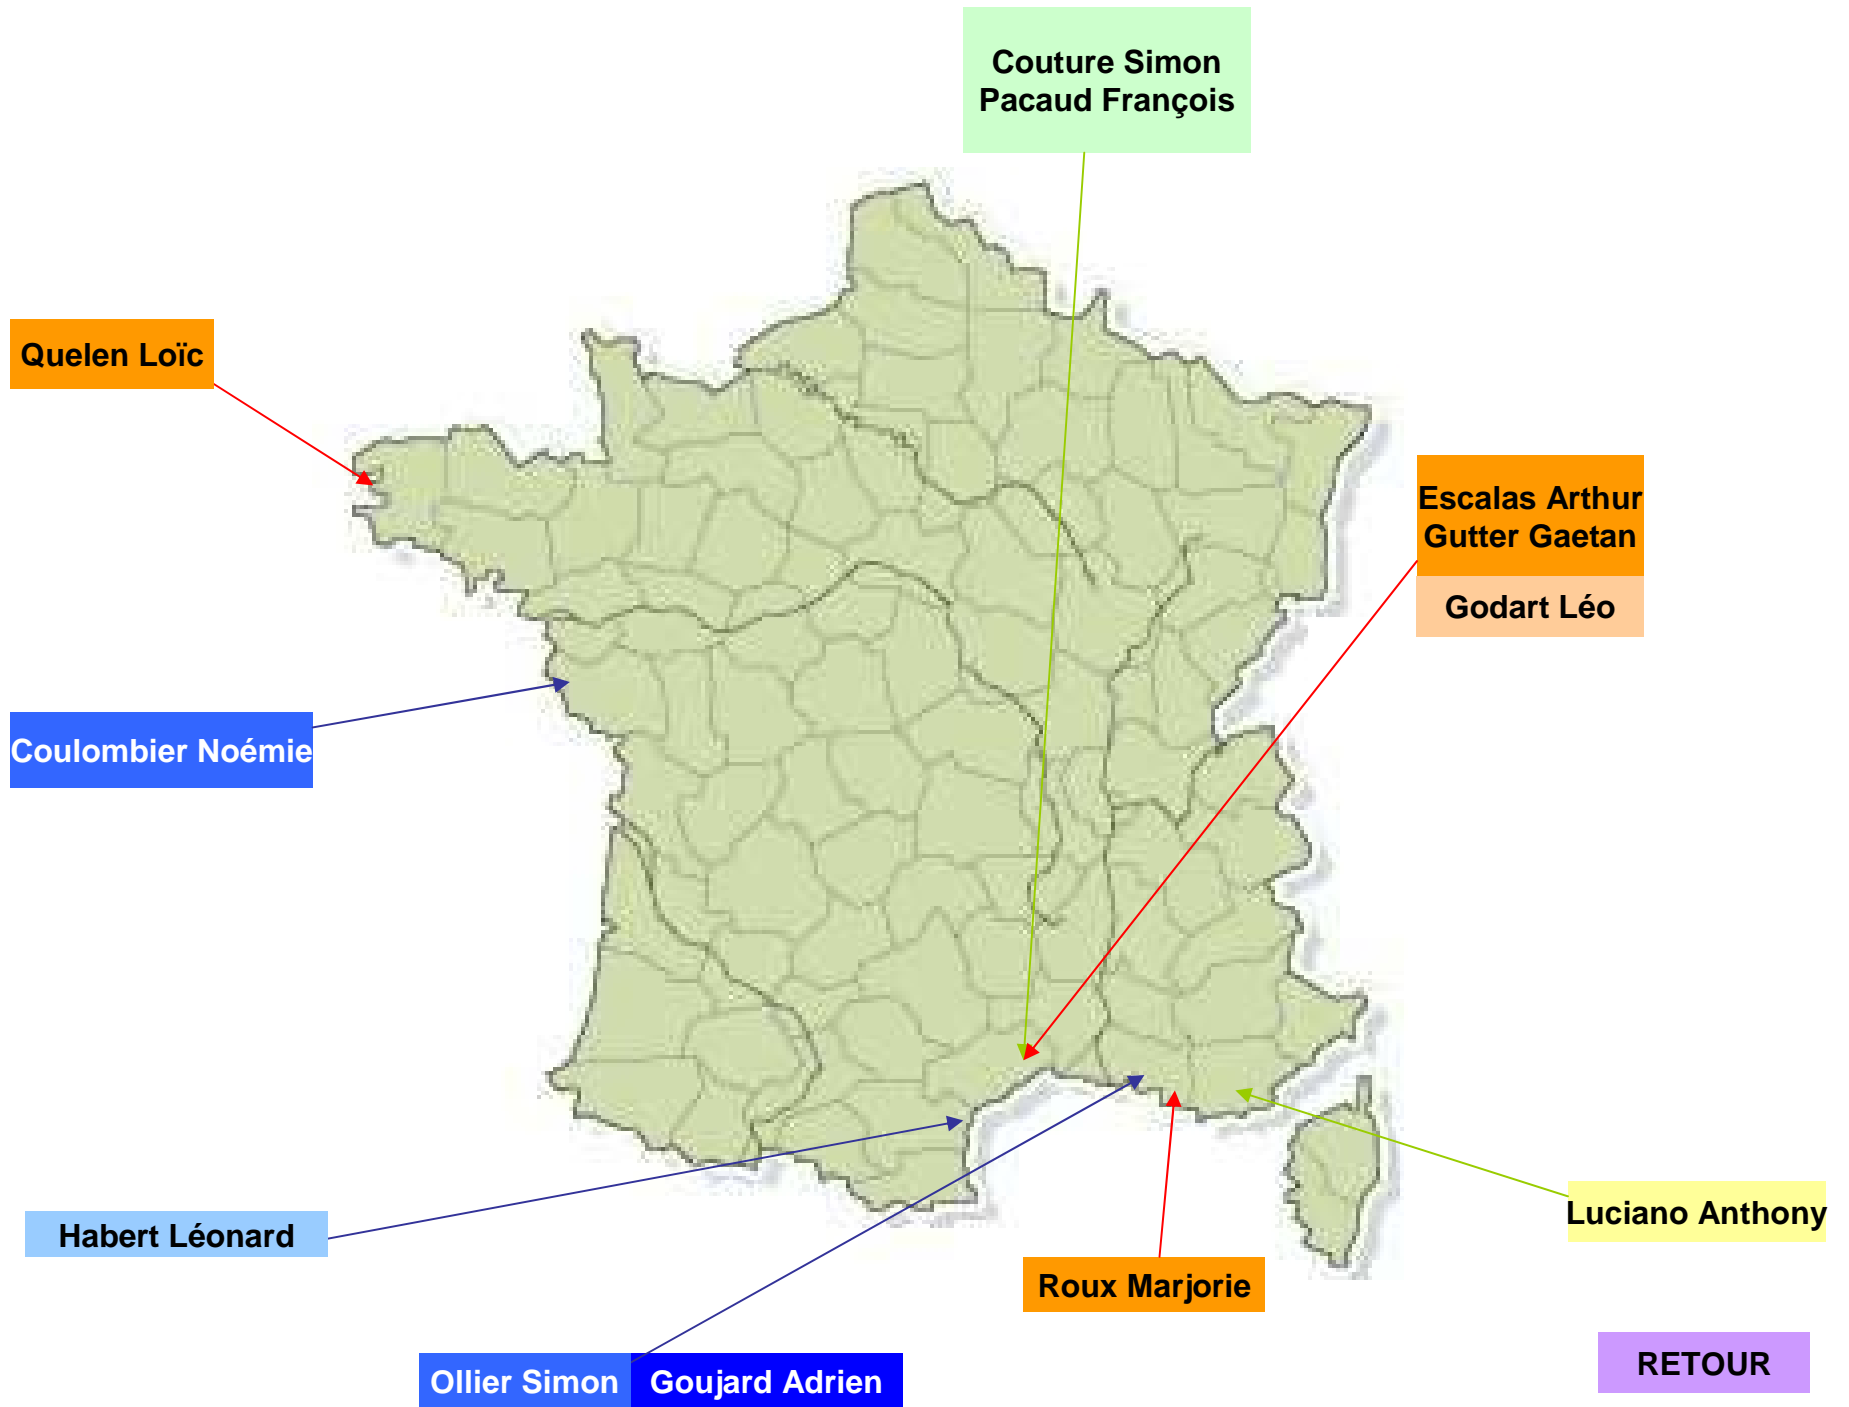 Couture Simon
Pacaud François
Quelen Loïc
Escalas Arthur
Gutter Gaetan
Godart Léo
Coulombier Noémie
Luciano Anthony
Habert Léonard
Roux Marjorie
RETOUR
Ollier Simon
Goujard Adrien